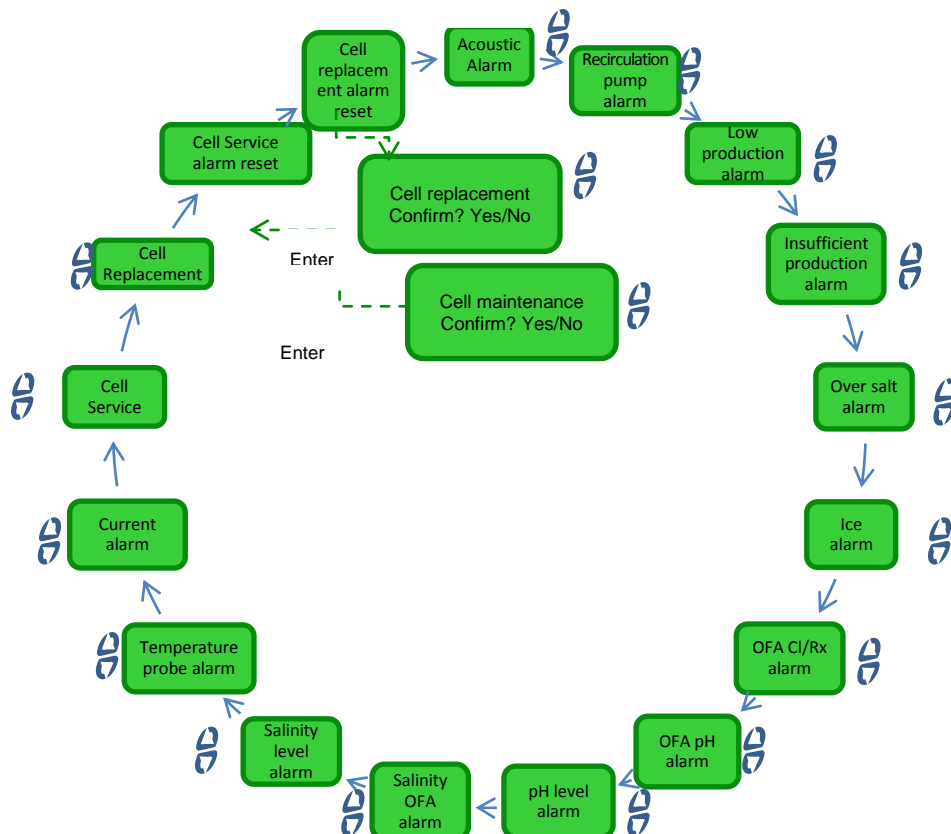 Cell
replacem
ent alarm
reset
Acoustic
Alarm
Recirculation
pump
alarm
Low
production
alarm
Insufficient
production
alarm
Over salt
alarm
Ice
alarm
OFA Cl/Rx
alarm
OFA pH
alarm
pH level
alarm
Salinity
OFA
alarm
Salinity
level
alarm
Temperature
probe alarm
Current
alarm
Cell
Service
Cell
Replacement
Cell Service
alarm reset
Cell replacement
Confirm? Yes/No
Enter
Cell maintenance
Confirm? Yes/No
Enter